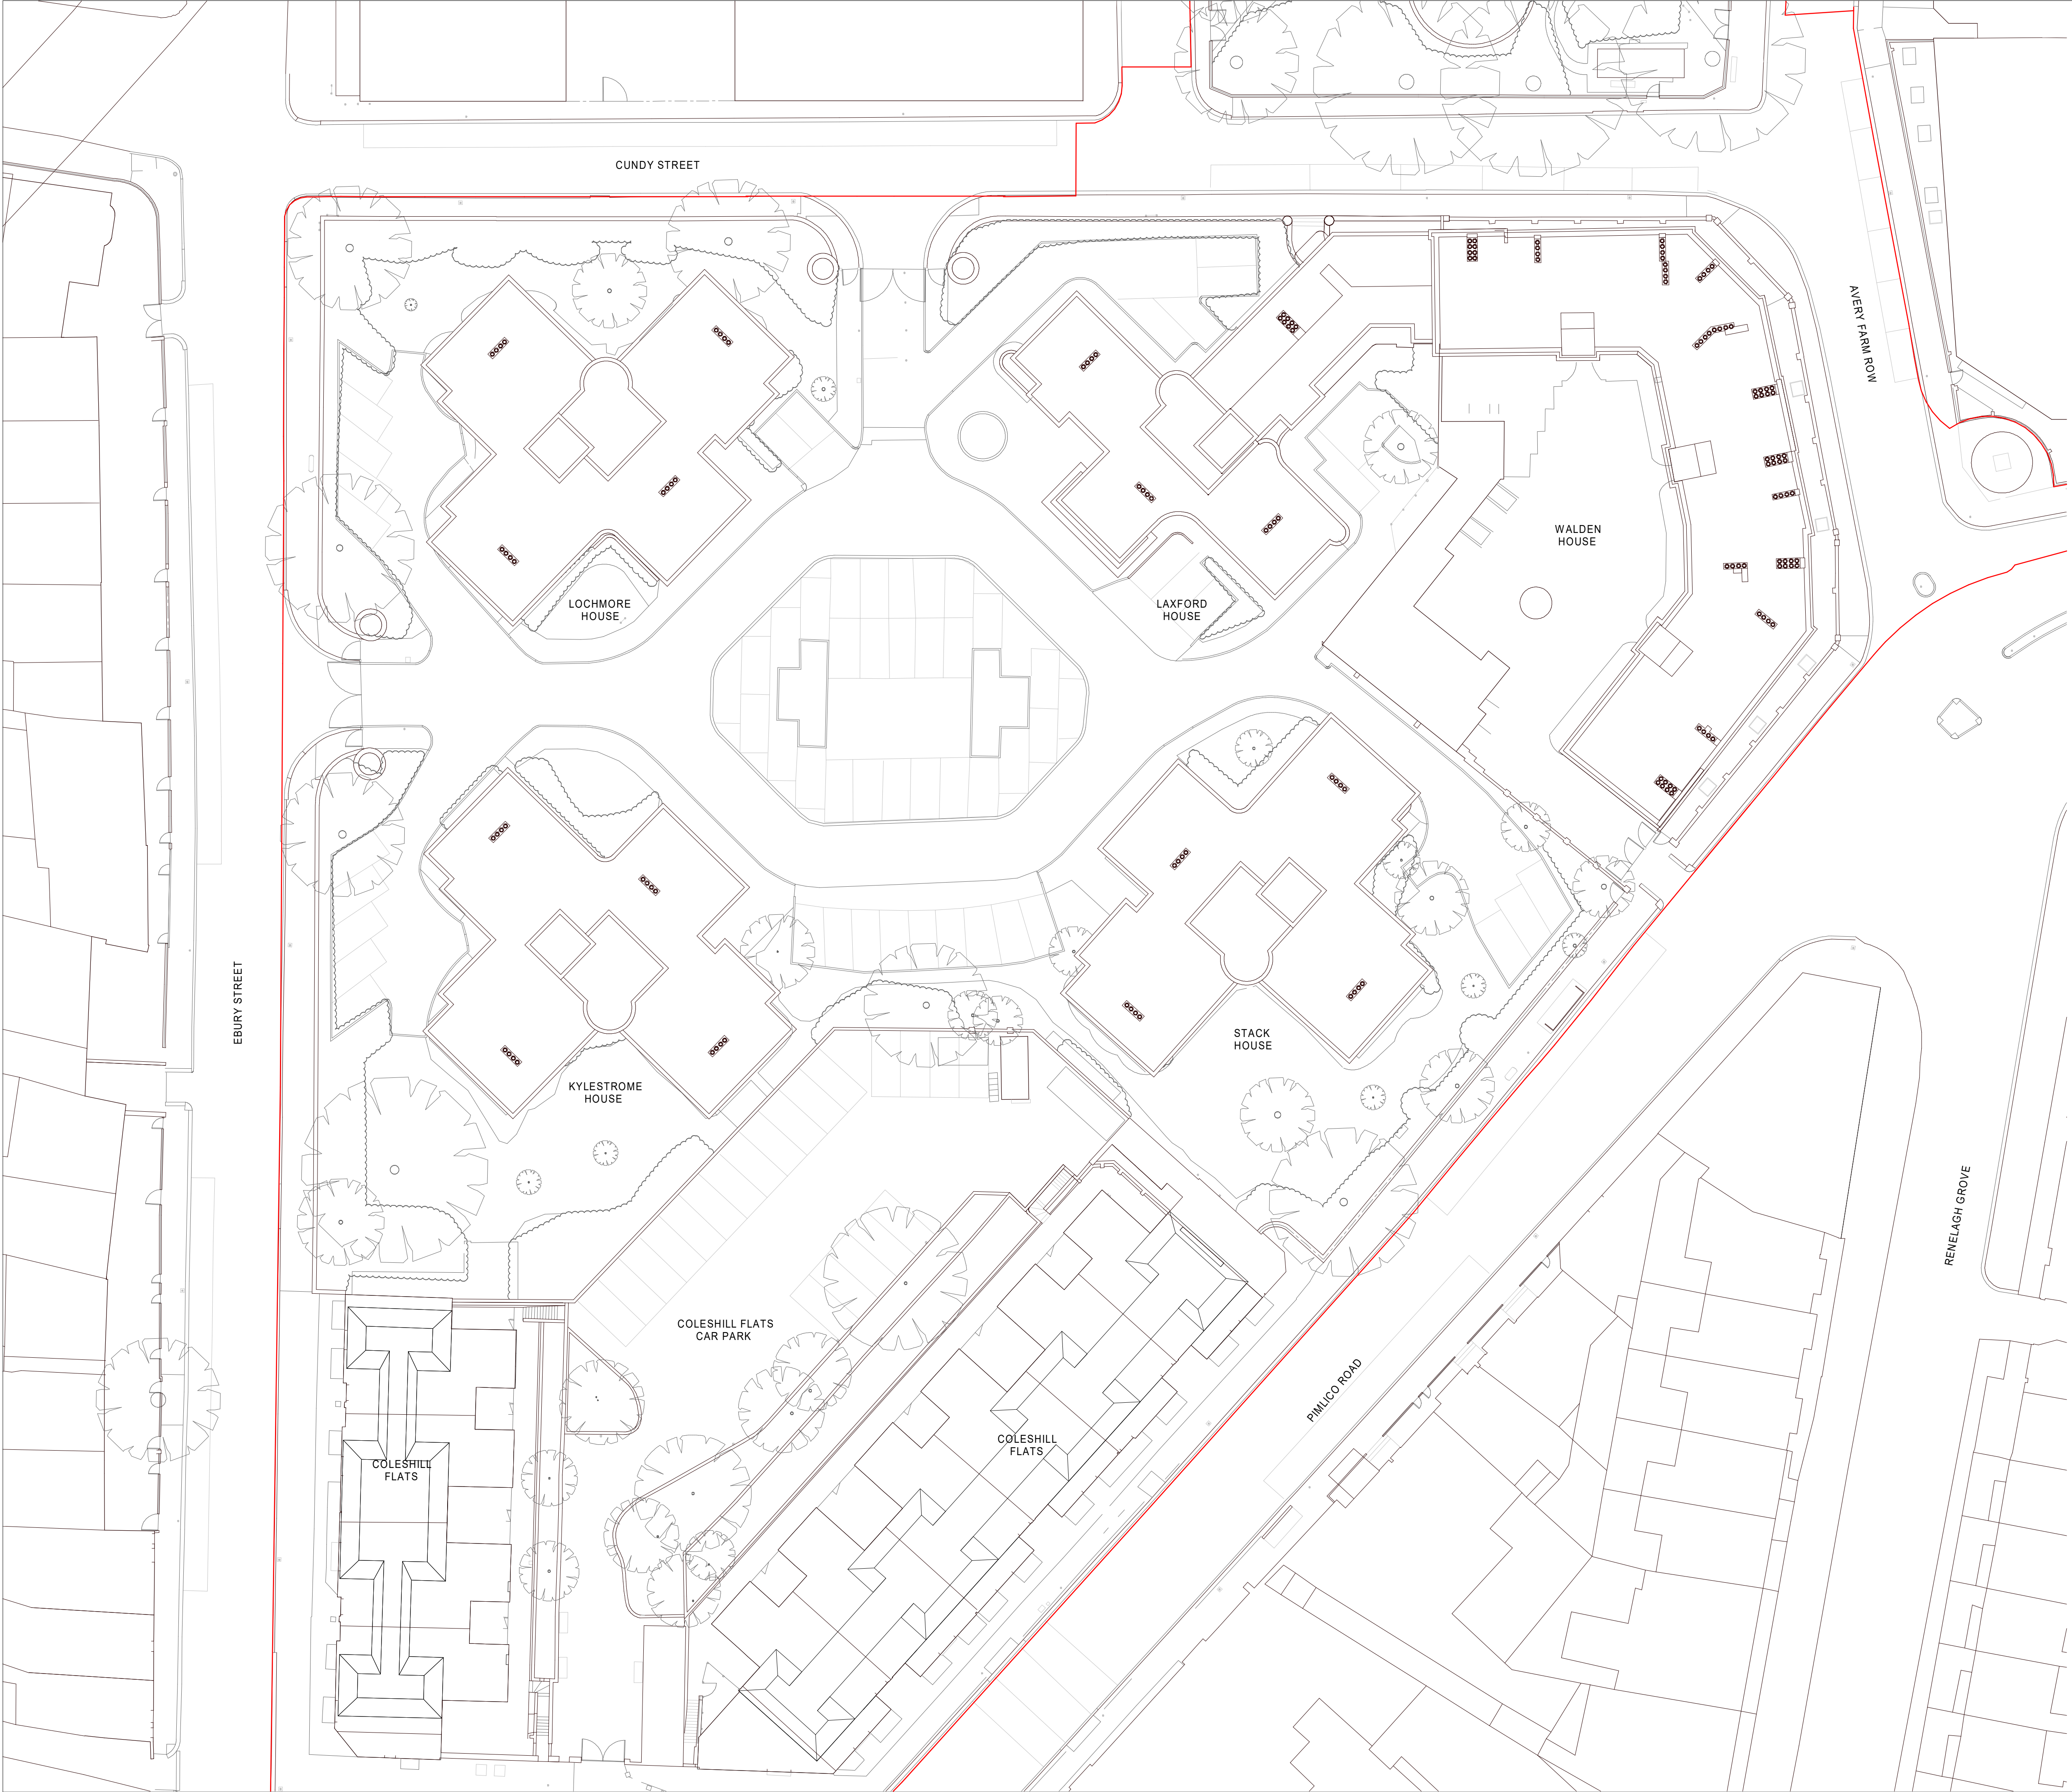 CUNDY STREET
AVERY FARM ROW
WALDEN
HOUSE
LOCHMORE
HOUSE
LAXFORD
HOUSE
EBURY STREET
STACK
HOUSE
KYLESTROME
HOUSE
RENELAGH GROVE
COLESHILL FLATS
CAR PARK
PIMLICO ROAD
COLESHILL
FLATS
COLESHILL
FLATS